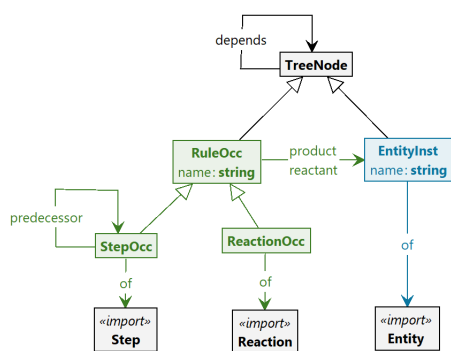 depends
TreeNode
RuleOcc
name: string
product
reactant
EntityInst
name: string
predecessor
StepOcc
ReactionOcc
of
of
of
«import»
Step
«import»
Reaction
«import»
Entity